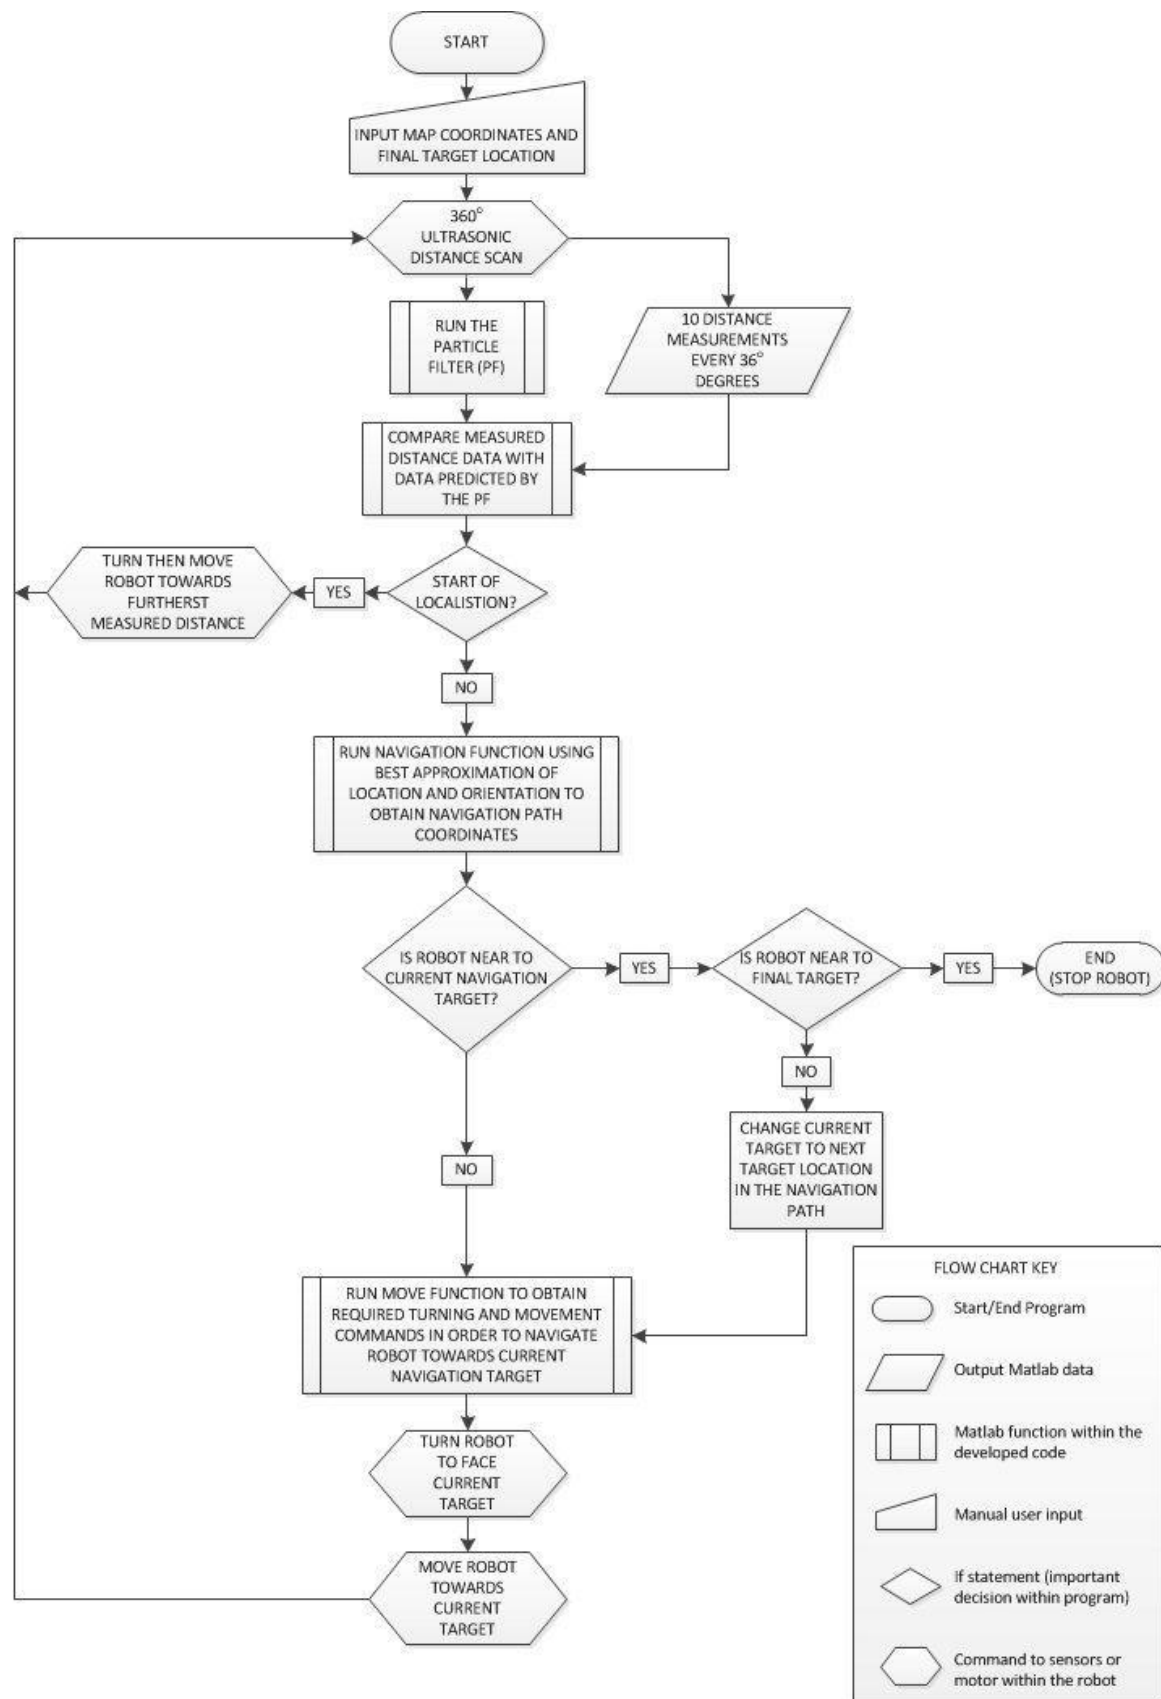 START
INPUT MAP COORDINATES AND
FINAL TARGET LOCATION
360°
ULTRASONIC
DISTANCE SCAN
RUN THE
PARTICLE
FILTER (PF)
10 DISTANCE
MEASUREMENTS
EVERY 36°
DEGREES
COMPARE MEASURED
DISTANCE DATA WITH
DATA PREDICTED BY
THE PF
TURN THEN MOVE
ROBOT TOWARDS
FURTHERST
MEASURED DISTANCE
YES
START OF
LOCALISTION?
NO
RUN NAVIGATION FUNCTION USING
BEST APPROXIMATION OF
LOCATION AND ORIENTATION TO
OBTAIN NAVIGATION PATH
COORDINATES
IS ROBOT NEAR TO
CURRENT NAVIGATION
TARGET?
YES
IS ROBOT NEAR TO
FINAL TARGET?
YES
END
(STOP ROBOT)
NO
CHANGE CURRENT
TARGET TO NEXT
TARGET LOCATION
IN THE NAVIGATION
PATH
NO
RUN MOVE FUNCTION TO OBTAIN
REQUIRED TURNING AND MOVEMENT
COMMANDS IN ORDER TO NAVIGATE
ROBOT TOWARDS CURRENT
NAVIGATION TARGET
TURN ROBOT
TO FACE
CURRENT
TARGET
MOVE ROBOT
TOWARDS
CURRENT
TARGET
FLOW CHART KEY
Start/End Program
Output Matlab data
Matlab function within the
developed code
Manual user input
If statement (important
decision within program)
Command to sensors or
motor within the robot